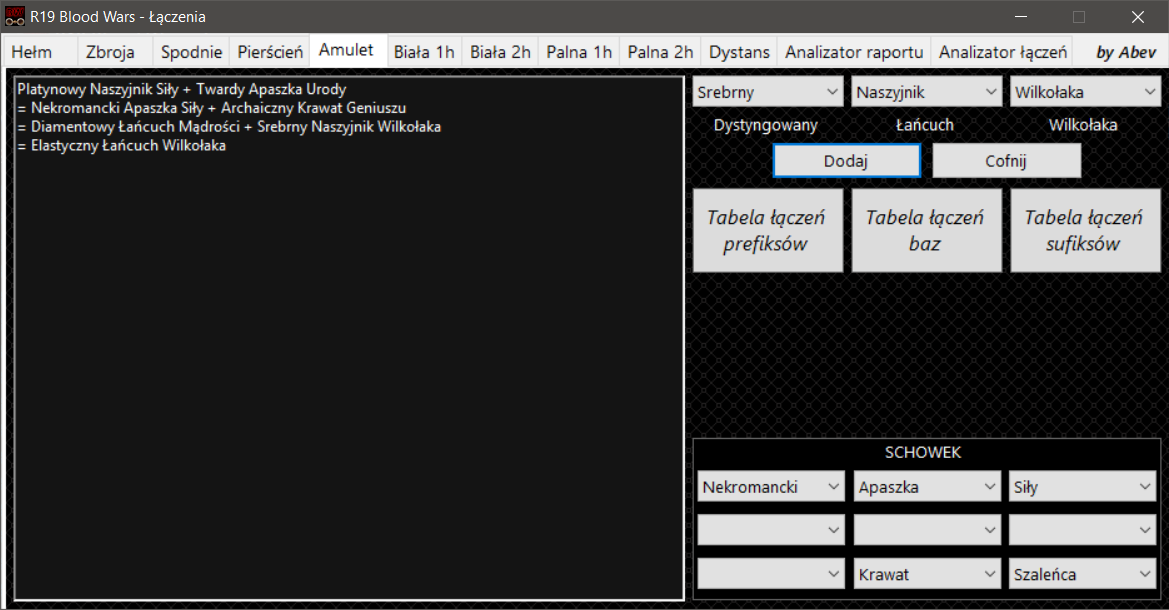 R19 Blood Wars - Łączenia
Hełm Zbroja Spodnie Pierścień Amulet Biała 1h Biała 2h Palna 1h Palna 2h Dystans Analizator raportu Analizator łączeń by Abev
Platynowy Naszyjnik Siły + Twardy Apaszka Urody
= Nekromancki Apaszka Siły + Archaiczny Krawat Geniuszu
= Diamentowy Łańcuch Mądrości + Srebrny Naszyjnik Wilkołaka
= Elastyczny Łańcuch Wilkołaka
Srebrny Naszyjnik Wilkołaka
Dystyngowany Łańcuch Wilkołaka
Dodaj Cofnij
Tabela łączeń Tabela łączeń Tabela łączeń
prefiksów baz sufiksów
SCHOWEK
Nekromancki Apaszka Siły
Krawat Szaleńca